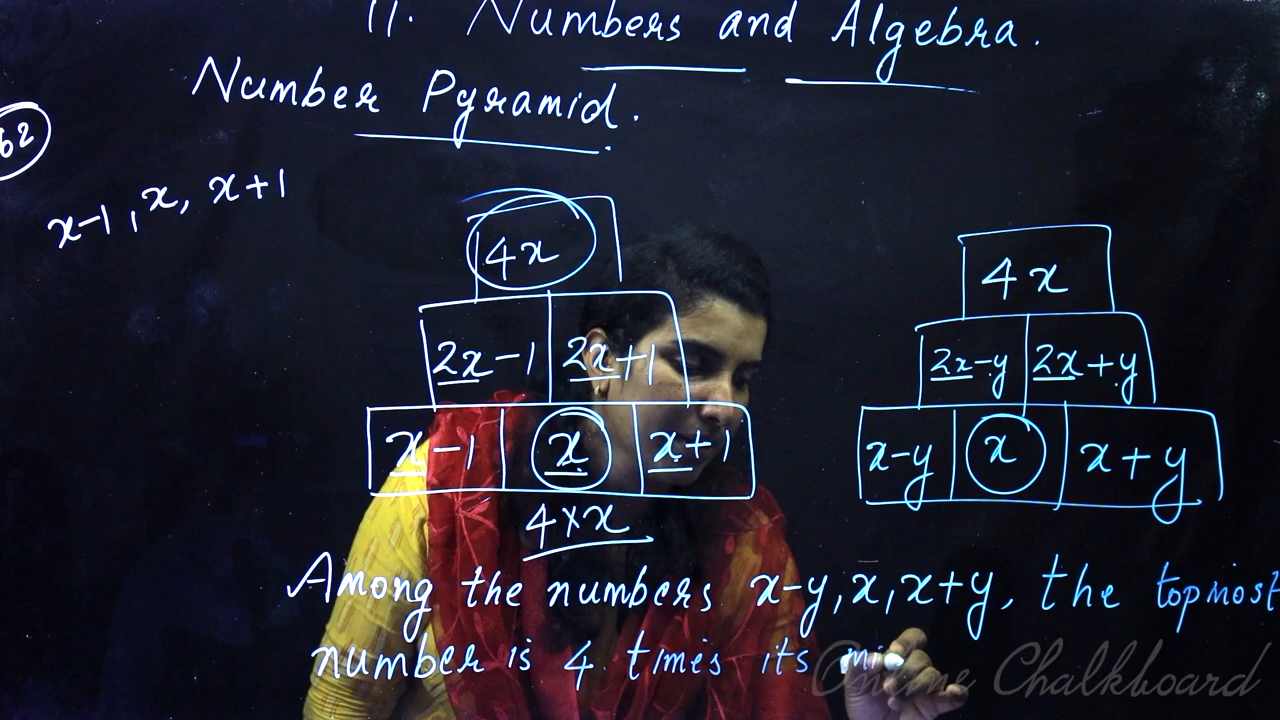 11. Numbers and Algebra.
Number Pyramid.
62
x-1, x, x+1
4x
2x-1 2x+1
x-1 x x+1
4×x
4x
2x-y 2x+y
x-y x x+y
Among the numbers x-y, x, x+y, the topmost
number is 4 times its
Online Chalkboard